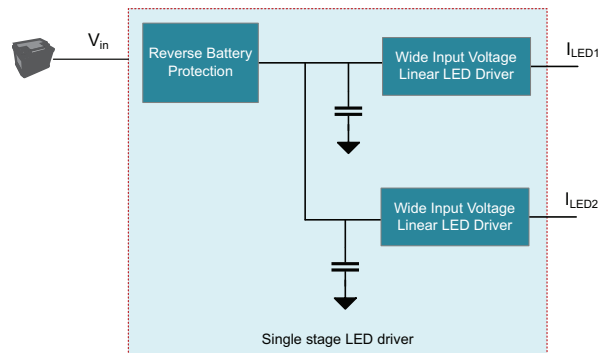 V_in
Reverse Battery
Protection
Wide Input Voltage
Linear LED Driver
I_LED1
Wide Input Voltage
Linear LED Driver
I_LED2
Single stage LED driver